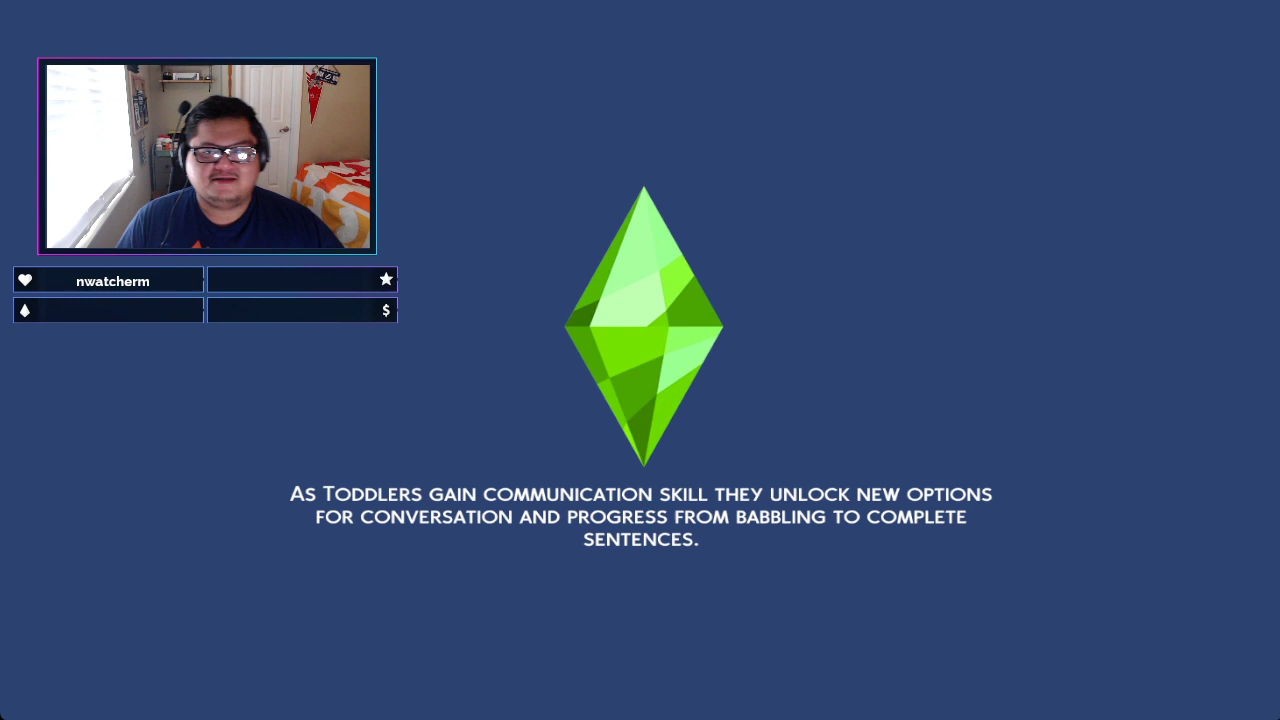 nwatcherm
$
As Toddlers gain communication skill they unlock new options
for conversation and progress from babbling to complete
sentences.